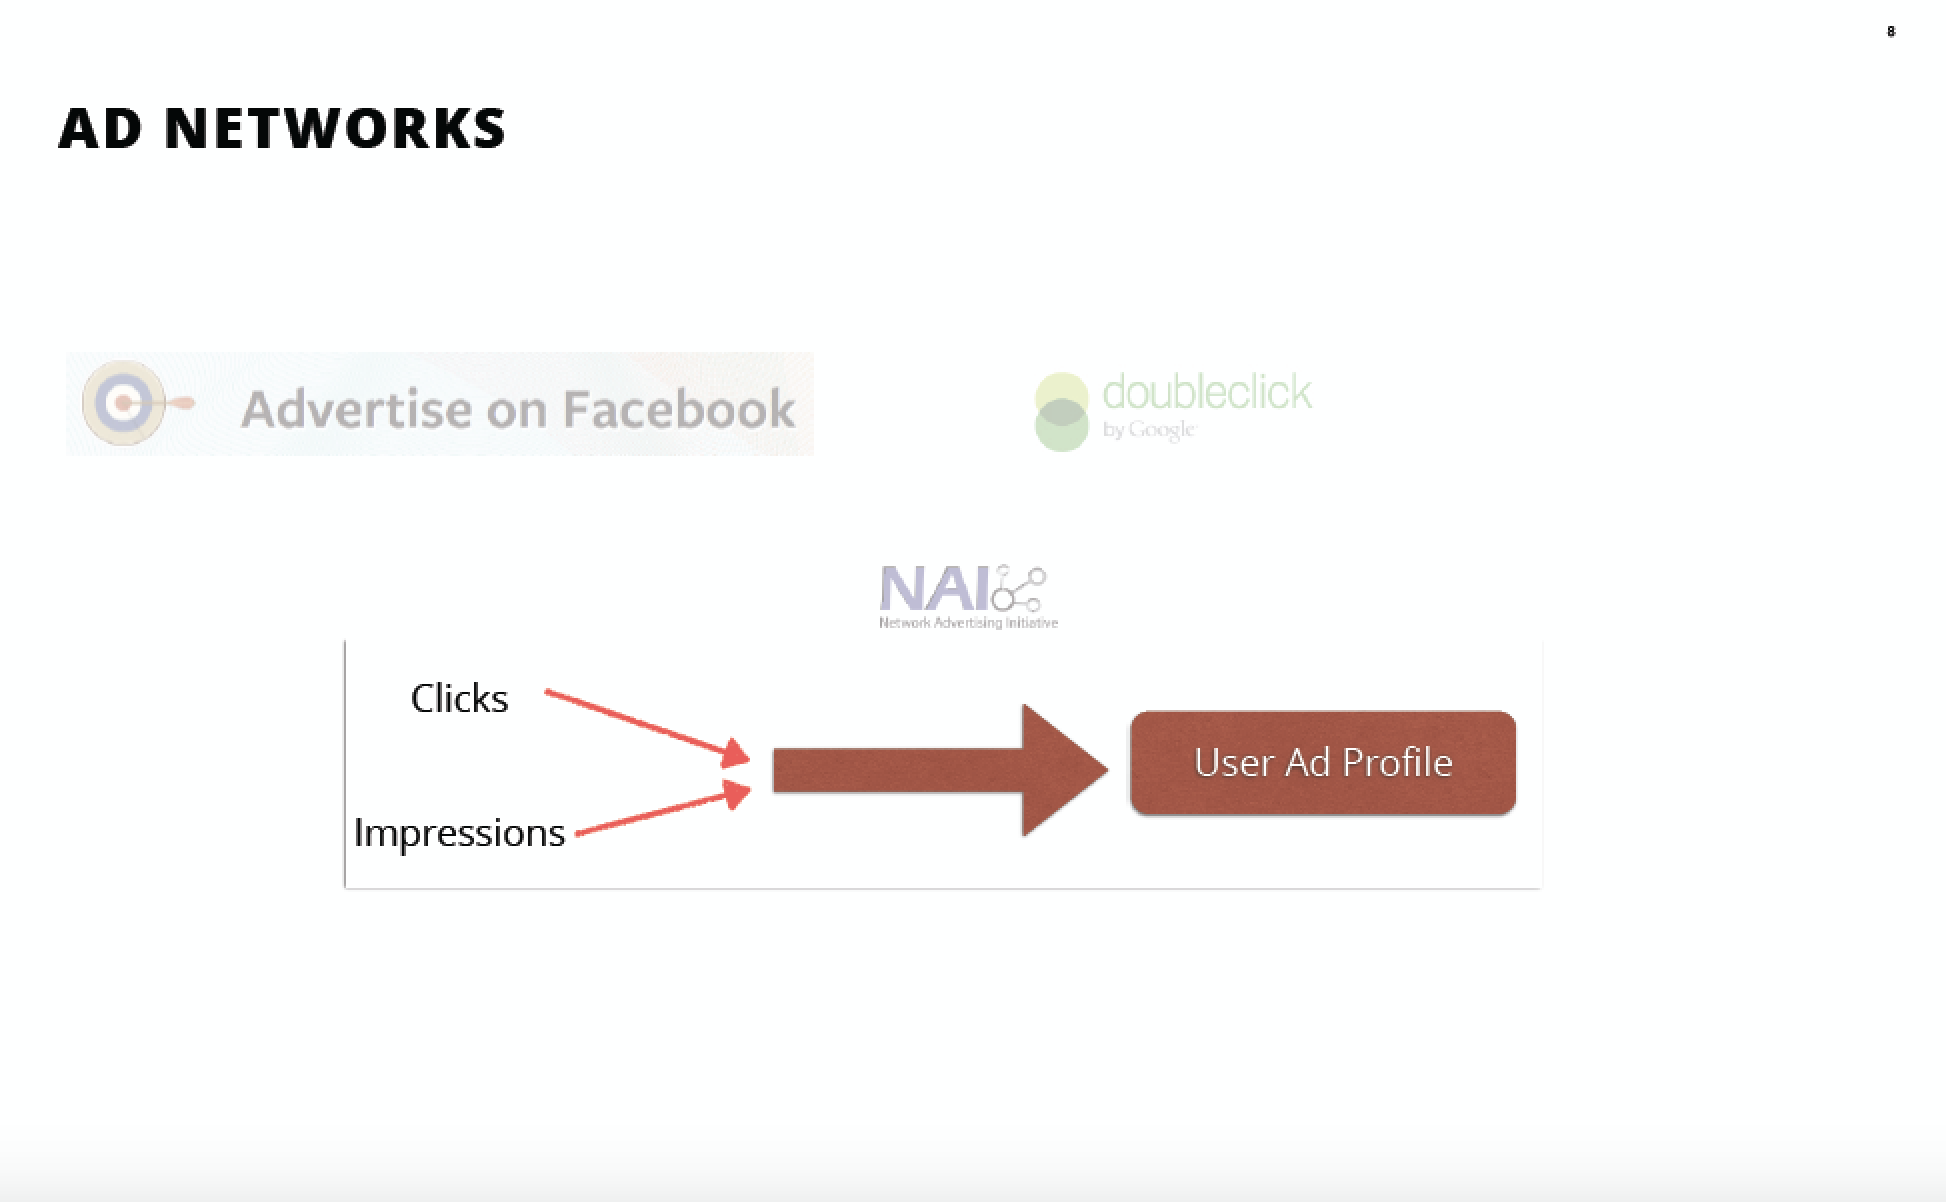 8
AD NETWORKS
Advertise on Facebook
doubleclick
by Google
NAI
Network Advertising Initiative
Clicks
User Ad Profile
Impressions